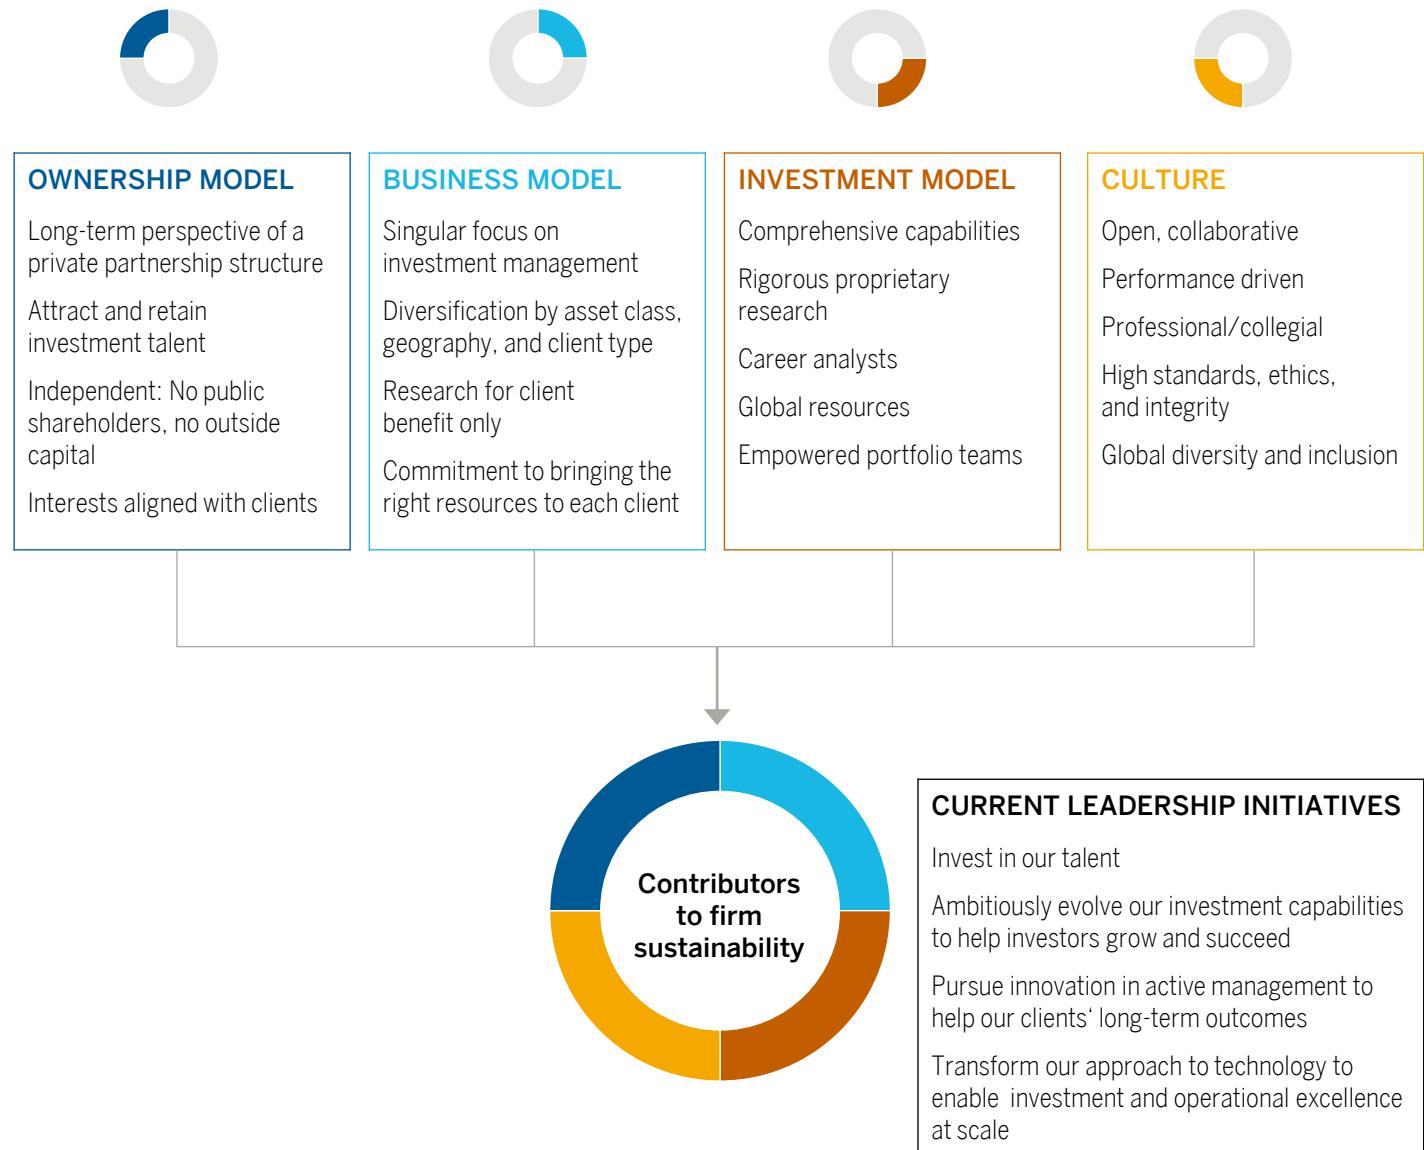 OWNERSHIP MODEL
Long-term perspective of a
private partnership structure
Attract and retain
investment talent
Independent: No public
shareholders, no outside
capital
Interests aligned with clients
BUSINESS MODEL
Singular focus on
investment management
Diversification by asset class,
geography, and client type
Research for client
benefit only
Commitment to bringing the
right resources to each client
INVESTMENT MODEL
Comprehensive capabilities
Rigorous proprietary
research
Career analysts
Global resources
Empowered portfolio teams
CULTURE
Open, collaborative
Performance driven
Professional/collegial
High standards, ethics,
and integrity
Global diversity and inclusion
Contributors
to firm
sustainability
CURRENT LEADERSHIP INITIATIVES
Invest in our talent
Ambitiously evolve our investment capabilities
to help investors grow and succeed
Pursue innovation in active management to
help our clients‘ long-term outcomes
Transform our approach to technology to
enable  investment and operational excellence
at scale